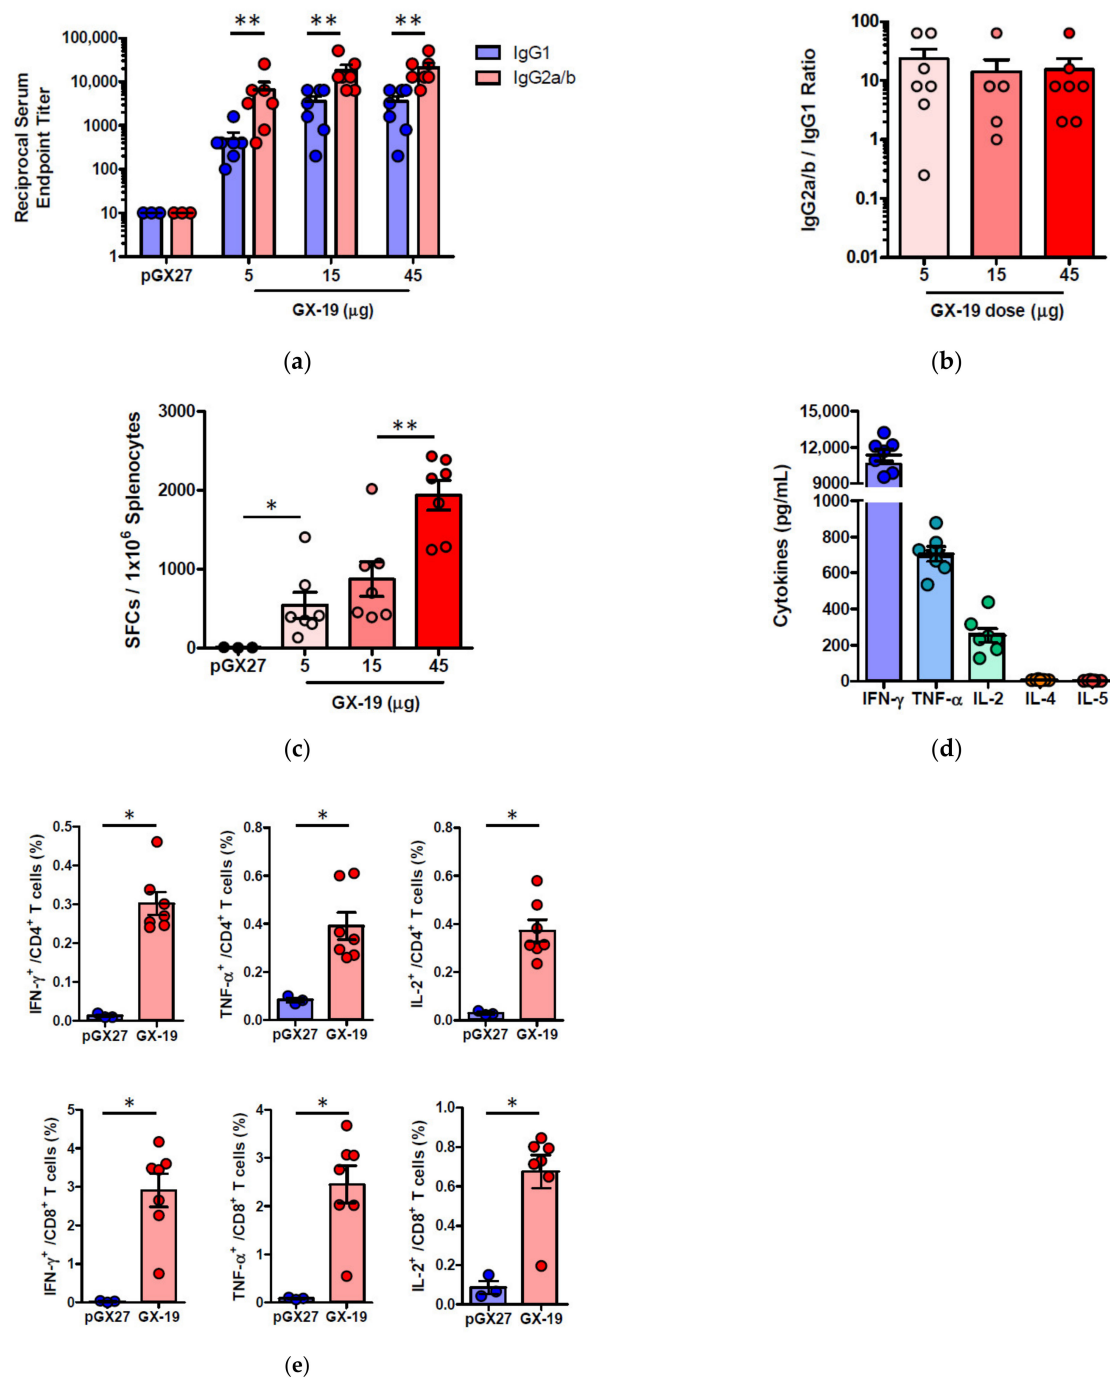 ** ** **
100,000
10,000
1000
100
10
1
Reciprocal Serum
Endpoint Titer
IgG1
IgG2a/b
pGX27 5 15 45
GX-19 (μg)
(a)
100
10
1
0.1
0.01
IgG2a/b / IgG1 Ratio
5 15 45
GX-19 dose (μg)
(b)
3000
2000
1000
0
SFCs / 1x10⁶ Splenocytes
* **
pGX27 5 15 45
GX-19 (μg)
(c)
15,000
12,000
9000
1000
800
600
400
200
0
Cytokines (pg/mL)
IFN-γ TNF-α IL-2 IL-4 IL-5
(d)
*
0.5
0.4
0.3
0.2
0.1
0.0
IFN-γ⁺ /CD4⁺ T cells (%)
pGX27 GX-19
*
0.8
0.6
0.4
0.2
0.0
TNF-α⁺ /CD4⁺ T cells (%)
pGX27 GX-19
*
0.8
0.6
0.4
0.2
0.0
IL-2⁺ /CD4⁺ T cells (%)
pGX27 GX-19
*
5
4
3
2
1
0
IFN-γ⁺ /CD8⁺ T cells (%)
pGX27 GX-19
*
4
3
2
1
0
TNF-α⁺ /CD8⁺ T cells (%)
pGX27 GX-19
*
1.0
0.8
0.6
0.4
0.2
0.0
IL-2⁺ /CD8⁺ T cells (%)
pGX27 GX-19
(e)